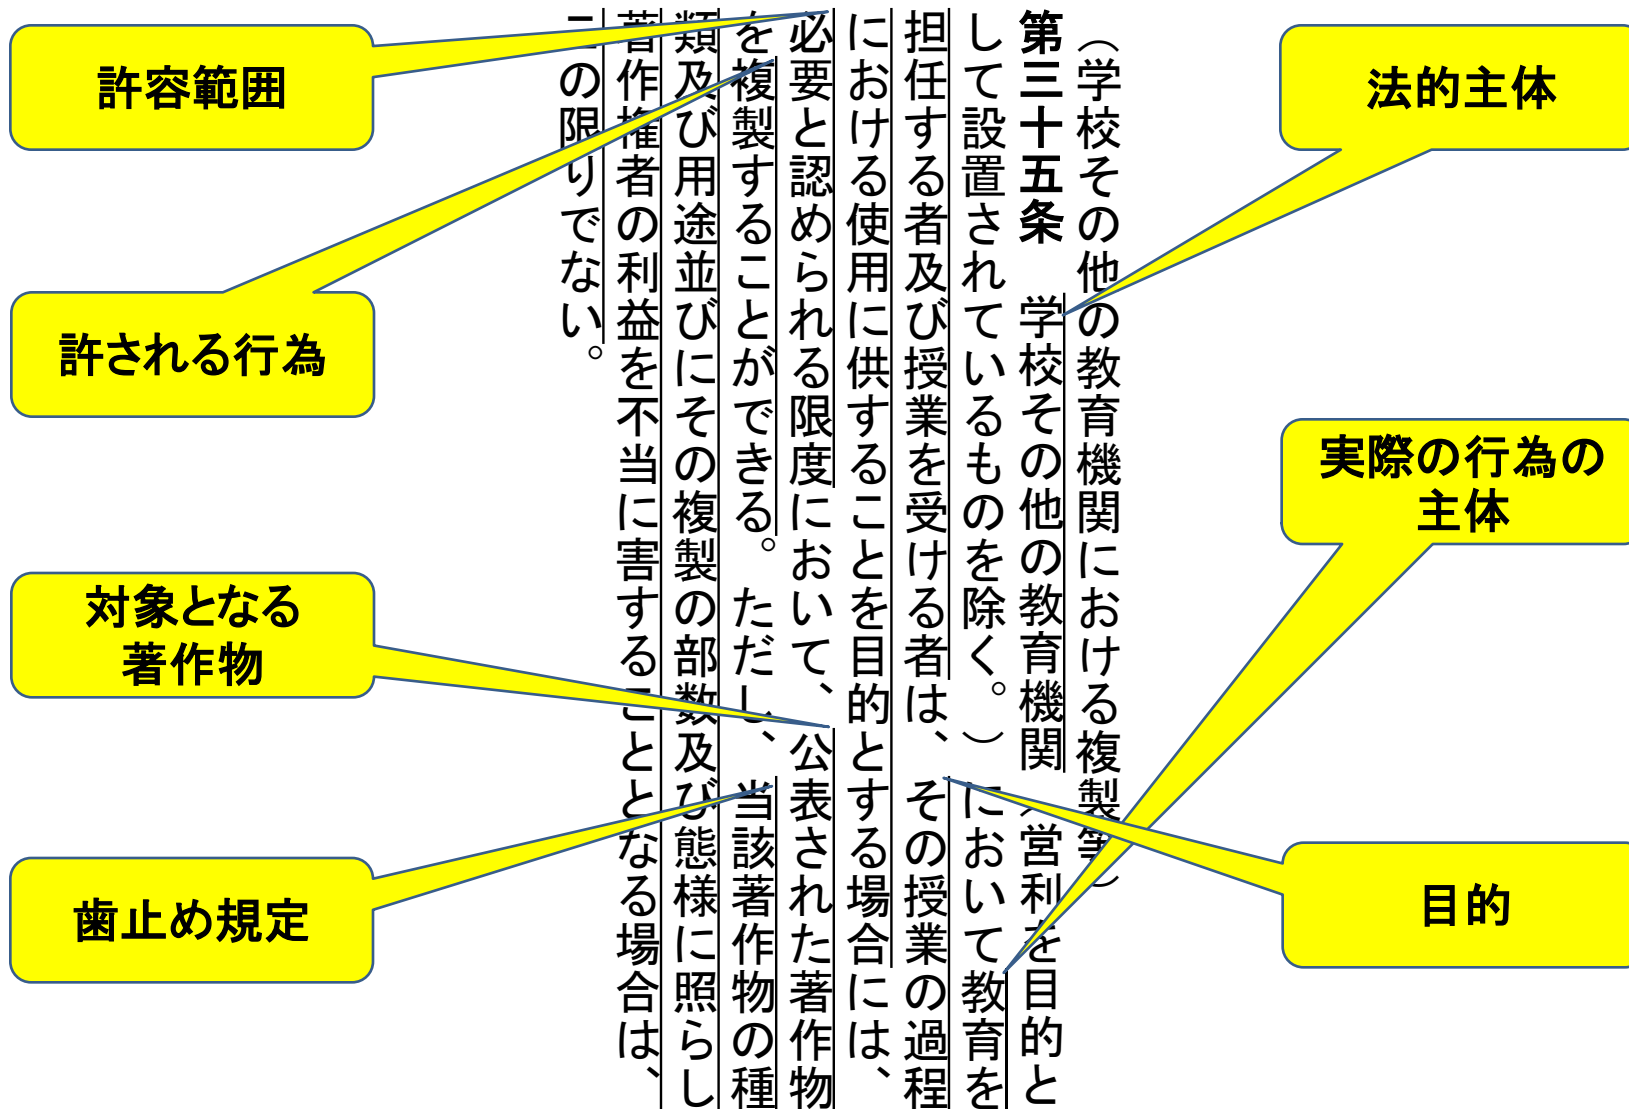 （学校その他の教育機関における複製等）
第三十五条　学校その他の教育機関（営利を目的と
して設置されているものを除く。）において教育を
担任する者及び授業を受ける者は、その授業の過程
における使用に供することを目的とする場合には、
必要と認められる限度において、公表された著作物
を複製することができる。ただし、当該著作物の種
類及び用途並びにその複製の部数及び態様に照らし
著作権者の利益を不当に害することとなる場合は、
この限りでない。
法的主体
実際の行為の
主体
目的
許容範囲
許される行為
対象となる
著作物
歯止め規定